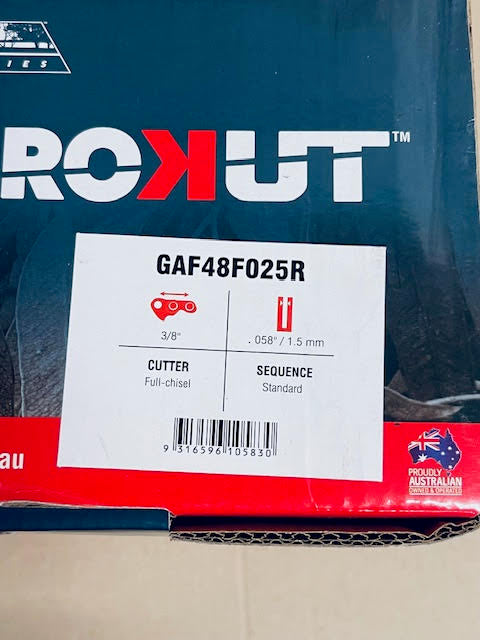 IES
ROKUT™
GAF48F025R
3/8"
.058" / 1.5 mm
CUTTER
Full-chisel
SEQUENCE
Standard
9 316596 105830
au
PROUDLY
AUSTRALIAN
OWNED & OPERATED